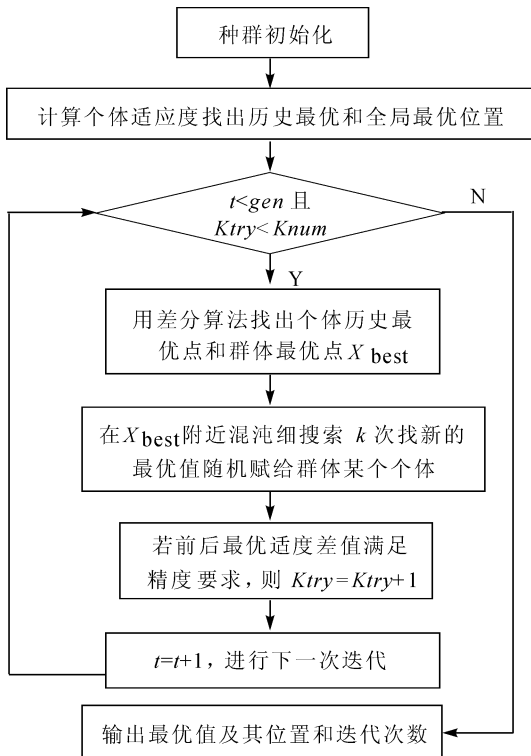 种群初始化
计算个体适应度找出历史最优和全局最优位置
t<gen 且
Ktry<Knum
N
Y
用差分算法找出个体历史最
优点和群体最优点 X best
在 Xbest附近混沌细搜索 k 次找新的
最优值随机赋给群体某个个体
若前后最优适度差值满足
精度要求,则 Ktry=Ktry+1
t=t+1,进行下一次迭代
输出最优值及其位置和迭代次数